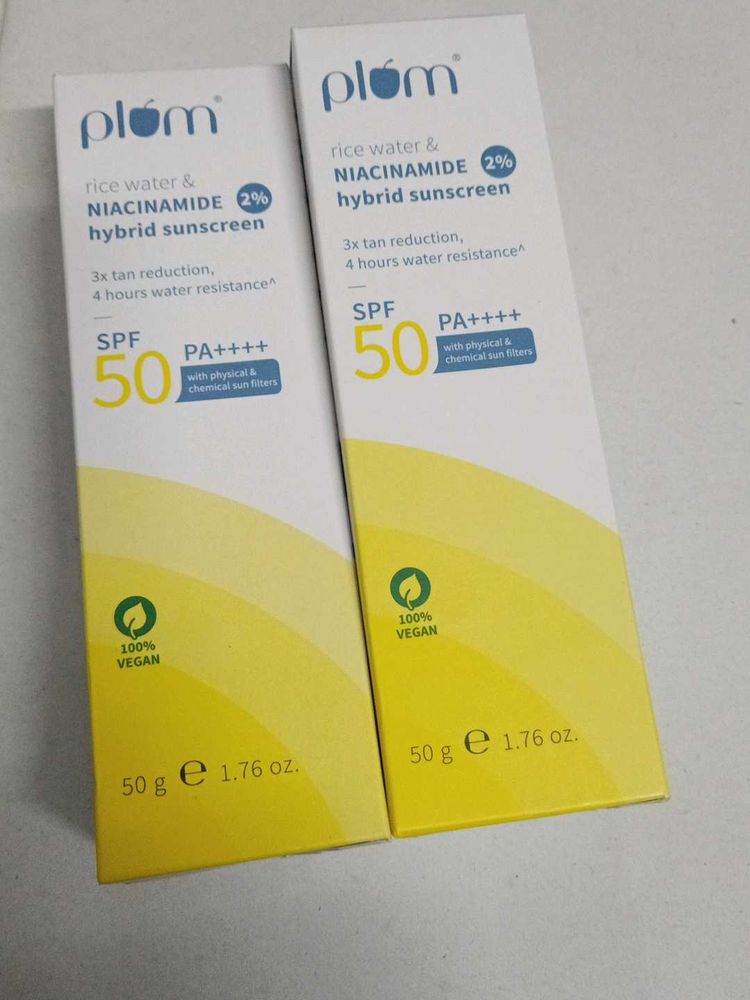 plum®
rice water &
NIACINAMIDE 2%
hybrid sunscreen
3x tan reduction,
4 hours water resistance^
SPF
50 PA++++
with physical &
chemical sun filters
100%
VEGAN
50 g e 1.76 oz.
plum®
rice water &
NIACINAMIDE 2%
hybrid sunscreen
3x tan reduction,
4 hours water resistance^
SPF
50 PA++++
with physical &
chemical sun filters
100%
VEGAN
50 g e 1.76 oz.